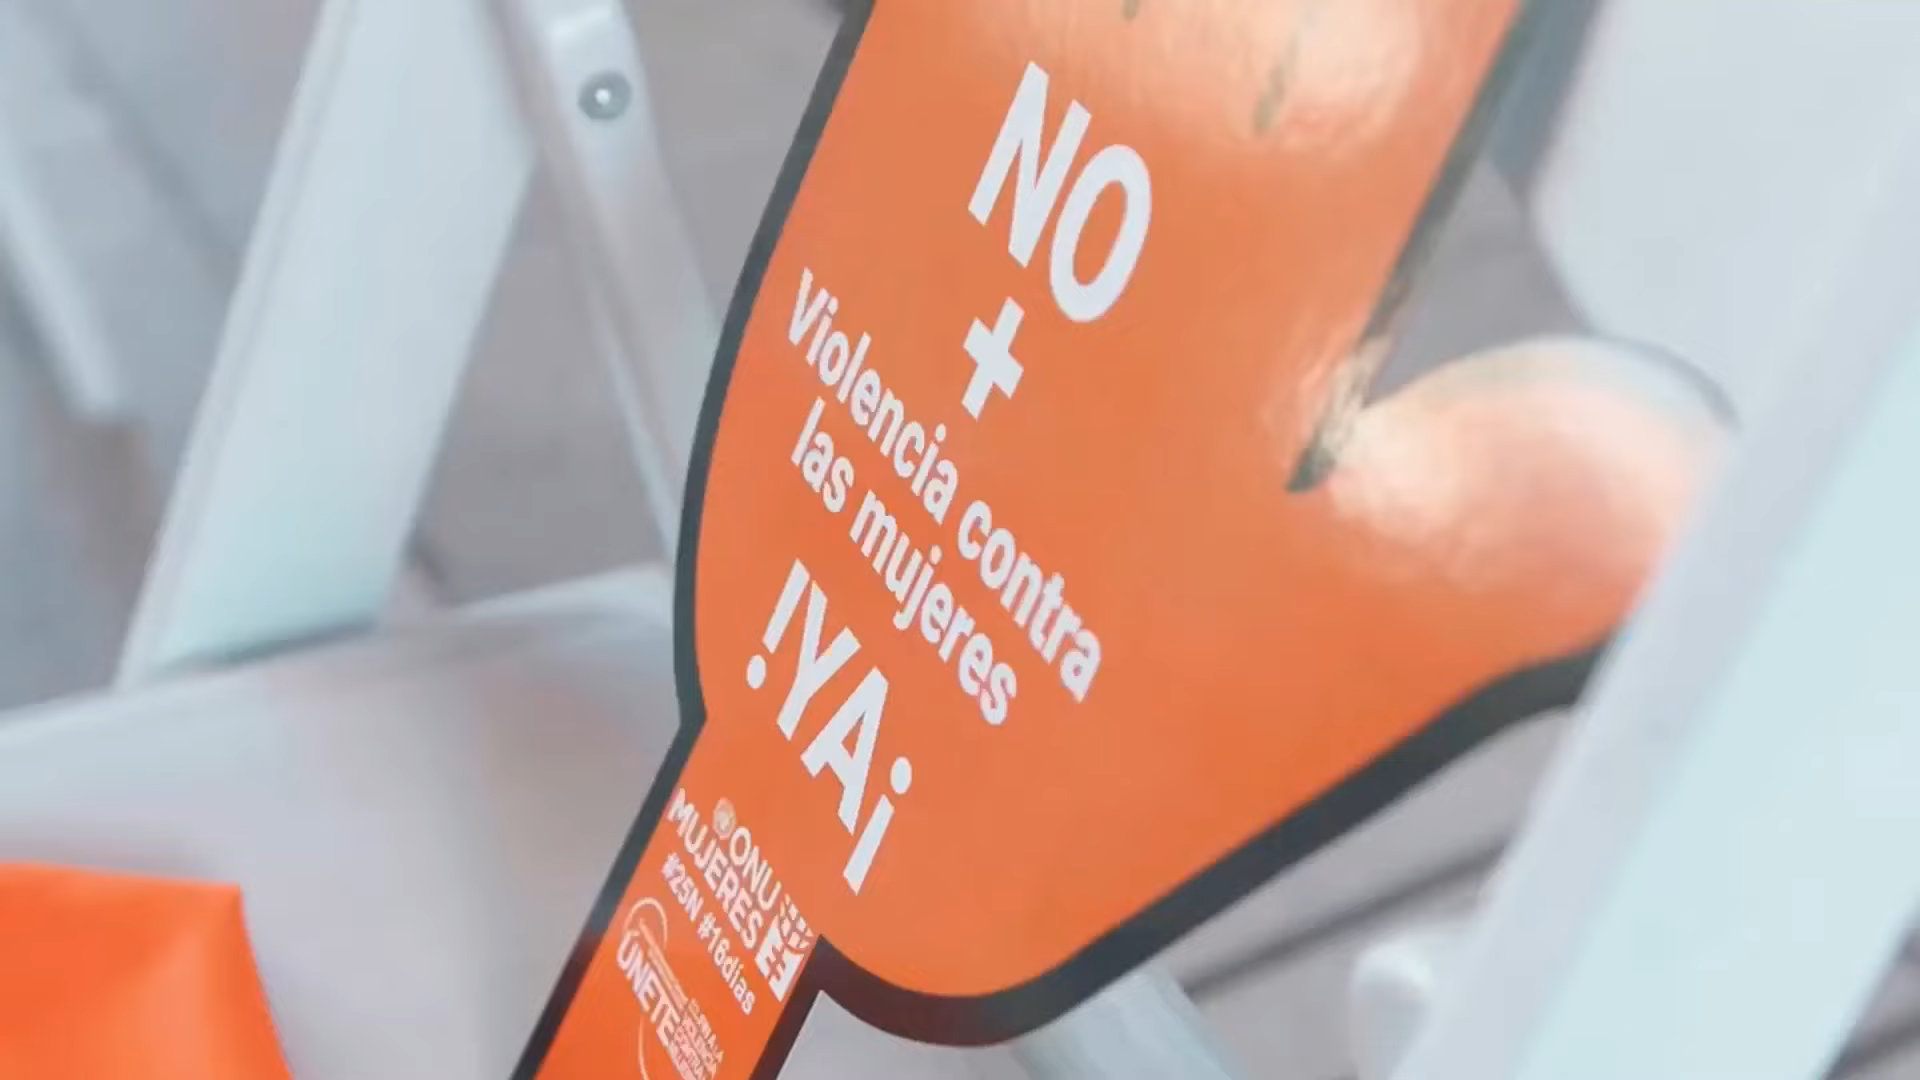 NO
+
Violencia contra
las mujeres
!YA¡
ONU
MUJERES
#25N #16días
ÚNETE